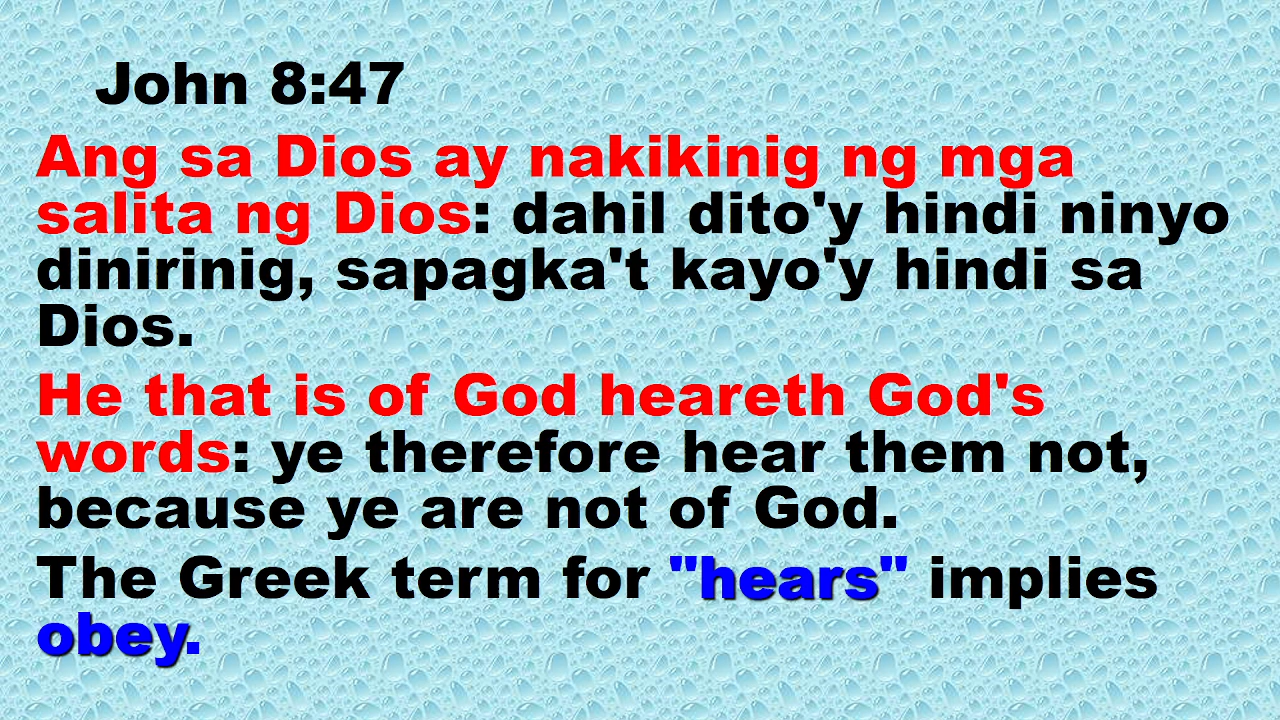 John 8:47
Ang sa Dios ay nakikinig ng mga
salita ng Dios: dahil dito'y hindi ninyo
dinirinig, sapagka't kayo'y hindi sa
Dios.
He that is of God heareth God's
words: ye therefore hear them not,
because ye are not of God.
The Greek term for "hears" implies
obey.